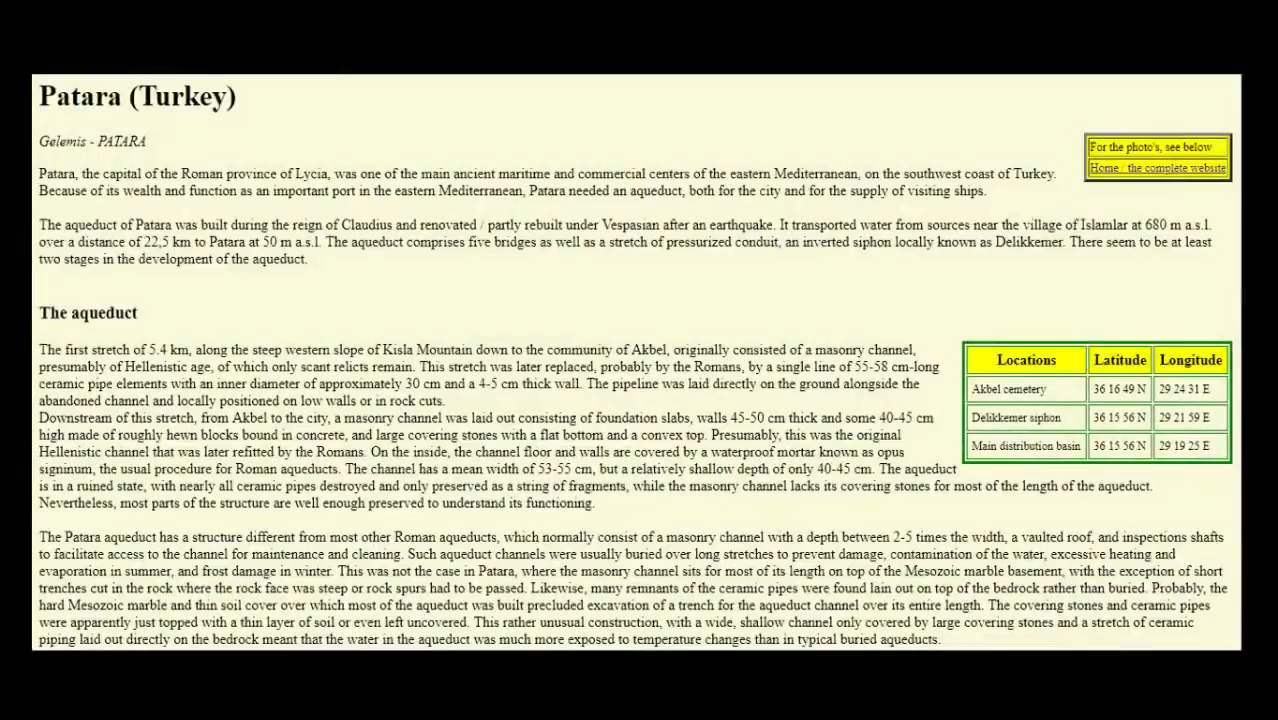 Patara (Turkey)
Gelemis - PATARA
For the photo's, see below
Home / the complete website
Patara, the capital of the Roman province of Lycia, was one of the main ancient maritime and commercial centers of the eastern Mediterranean, on the southwest coast of Turkey.
Because of its wealth and function as an important port in the eastern Mediterranean, Patara needed an aqueduct, both for the city and for the supply of visiting ships.
The aqueduct of Patara was built during the reign of Claudius and renovated / partly rebuilt under Vespasian after an earthquake. It transported water from sources near the village of Islamlar at 680 m a.s.l.
over a distance of 22,5 km to Patara at 50 m a.s.l. The aqueduct comprises five bridges as well as a stretch of pressurized conduit, an inverted siphon locally known as Delikkemer. There seem to be at least
two stages in the development of the aqueduct.
The aqueduct
The first stretch of 5.4 km, along the steep western slope of Kisla Mountain down to the community of Akbel, originally consisted of a masonry channel,
presumably of Hellenistic age, of which only scant relicts remain. This stretch was later replaced, probably by the Romans, by a single line of 55-58 cm-long
ceramic pipe elements with an inner diameter of approximately 30 cm and a 4-5 cm thick wall. The pipeline was laid directly on the ground alongside the
abandoned channel and locally positioned on low walls or in rock cuts.
Downstream of this stretch, from Akbel to the city, a masonry channel was laid out consisting of foundation slabs, walls 45-50 cm thick and some 40-45 cm
high made of roughly hewn blocks bound in concrete, and large covering stones with a flat bottom and a convex top. Presumably, this was the original
Hellenistic channel that was later refitted by the Romans. On the inside, the channel floor and walls are covered by a waterproof mortar known as opus
signinum, the usual procedure for Roman aqueducts. The channel has a mean width of 53-55 cm, but a relatively shallow depth of only 40-45 cm. The aqueduct
is in a ruined state, with nearly all ceramic pipes destroyed and only preserved as a string of fragments, while the masonry channel lacks its covering stones for most of the length of the aqueduct.
Nevertheless, most parts of the structure are well enough preserved to understand its functioning.
Locations Latitude Longitude
Akbel cemetery 36 16 49 N 29 24 31 E
Delikkemer siphon 36 15 56 N 29 21 59 E
Main distribution basin 36 15 56 N 29 19 25 E
The Patara aqueduct has a structure different from most other Roman aqueducts, which normally consist of a masonry channel with a depth between 2-5 times the width, a vaulted roof, and inspections shafts
to facilitate access to the channel for maintenance and cleaning. Such aqueduct channels were usually buried over long stretches to prevent damage, contamination of the water, excessive heating and
evaporation in summer, and frost damage in winter. This was not the case in Patara, where the masonry channel sits for most of its length on top of the Mesozoic marble basement, with the exception of short
trenches cut in the rock where the rock face was steep or rock spurs had to be passed. Likewise, many remnants of the ceramic pipes were found lain out on top of the bedrock rather than buried. Probably, the
hard Mesozoic marble and thin soil cover over which most of the aqueduct was built precluded excavation of a trench for the aqueduct channel over its entire length. The covering stones and ceramic pipes
were apparently just topped with a thin layer of soil or even left uncovered. This rather unusual construction, with a wide, shallow channel only covered by large covering stones and a stretch of ceramic
piping laid out directly on the bedrock meant that the water in the aqueduct was much more exposed to temperature changes than in typical buried aqueducts.